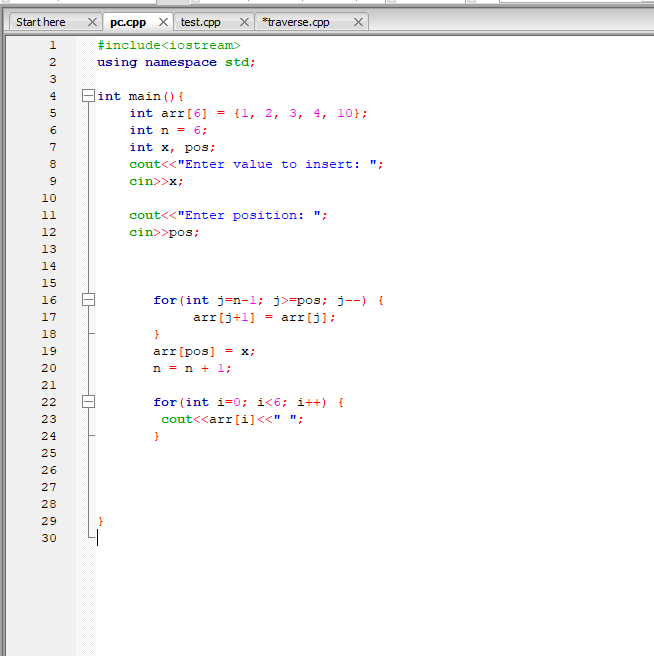 Start here pc.cpp test.cpp *traverse.cpp
1 #include<iostream>
2 using namespace std;
3
4 int main(){
5 int arr[6] = {1, 2, 3, 4, 10};
6 int n = 6;
7 int x, pos;
8 cout<<"Enter value to insert: ";
9 cin>>x;
10
11 cout<<"Enter position: ";
12 cin>>pos;
13
14
15
16 for(int j=n-1; j>=pos; j--) {
17 arr[j+1] = arr[j];
18 }
19 arr[pos] = x;
20 n = n + 1;
21
22 for(int i=0; i<6; i++) {
23 cout<<arr[i]<<" ";
24 }
25
26
27
28
29 }
30